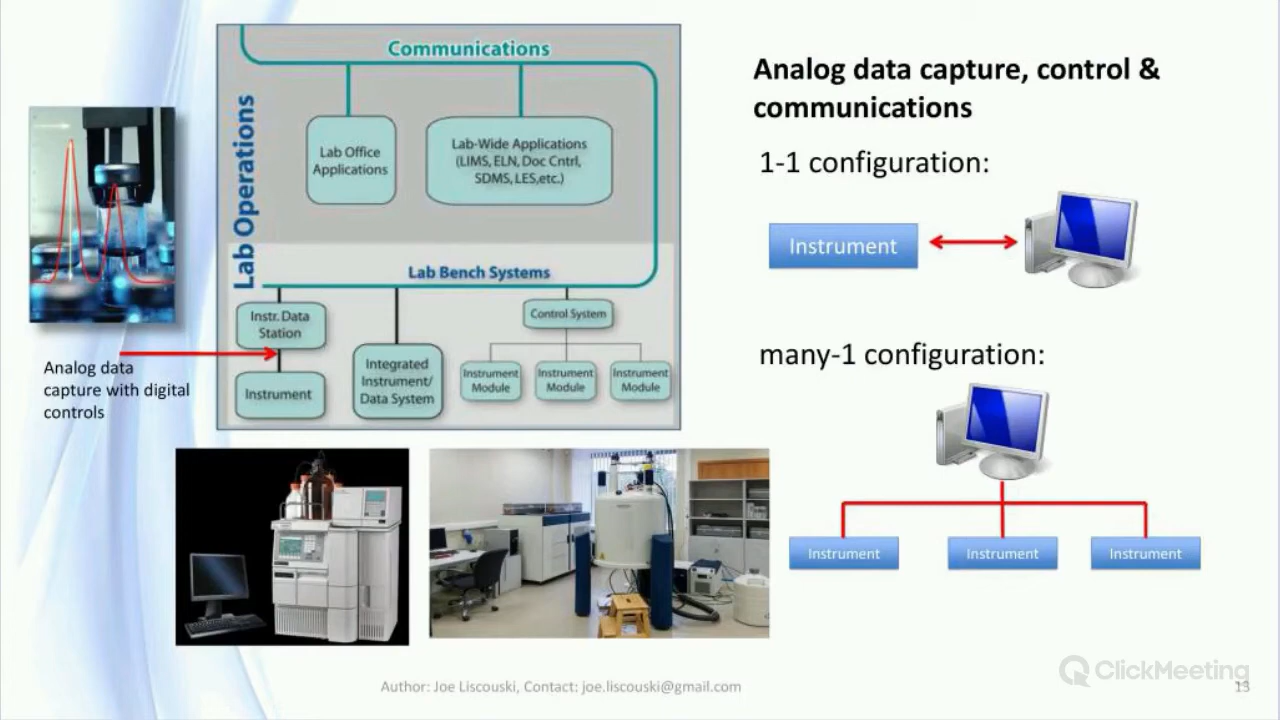 Communications
Lab Operations
Lab Office
Applications
Lab-Wide Applications
(LIMS, ELN, Doc Cntrl,
SDMS, LES,etc.)
Lab Bench Systems
Instr. Data
Station
Instrument
Integrated
Instrument/
Data System
Control System
Instrument
Module
Instrument
Module
Instrument
Module
Analog data
capture with digital
controls
Analog data capture, control &
communications
1-1 configuration:
Instrument
many-1 configuration:
Instrument
Instrument
Instrument
Author: Joe Liscouski, Contact: joe.liscouski@gmail.com
ClickMeeting
13